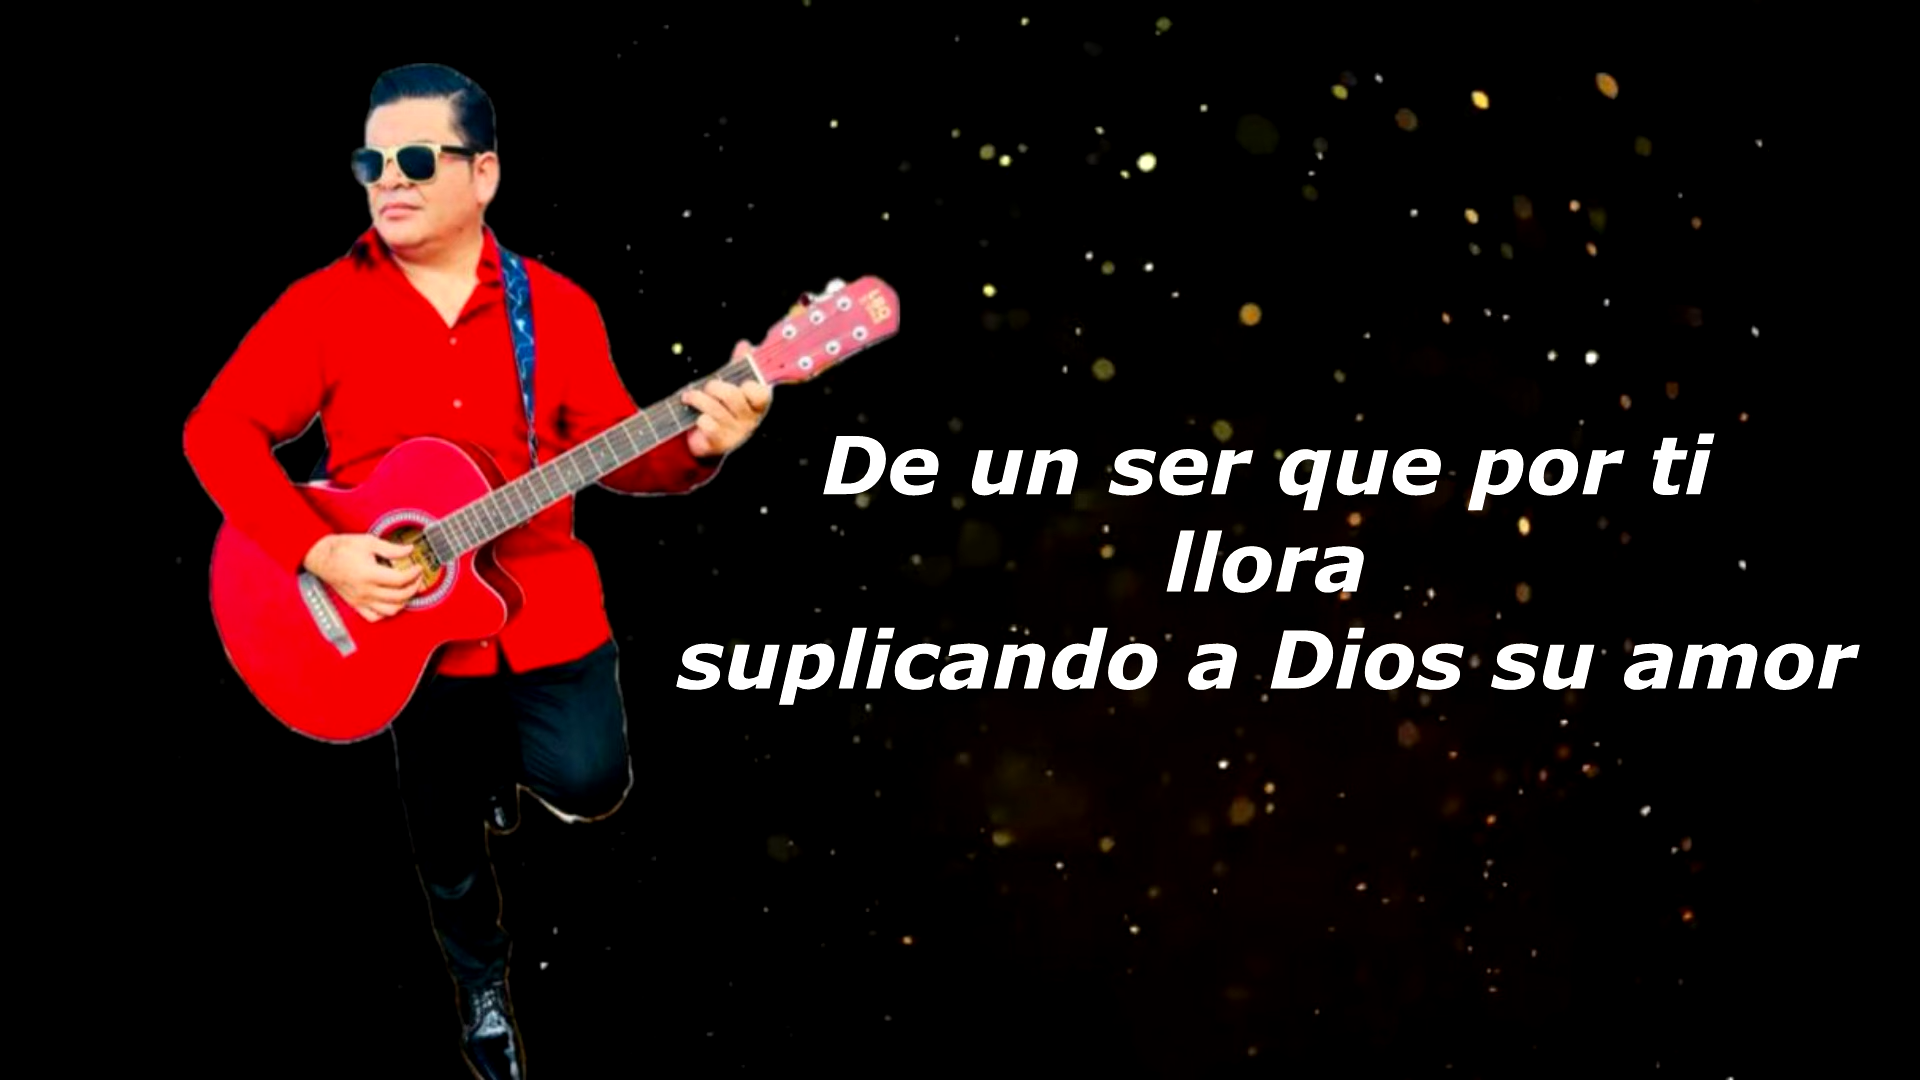 De un ser que por ti
llora
suplicando a Dios su amor